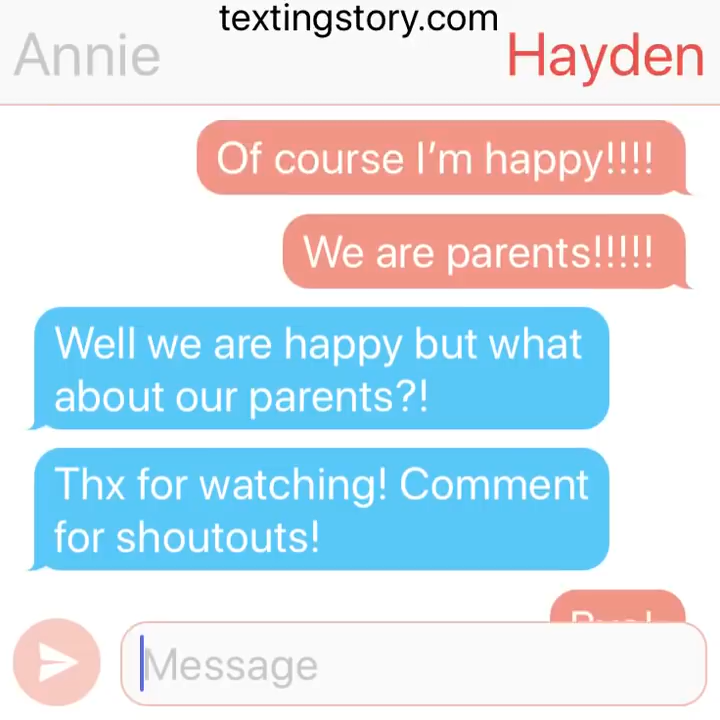 textingstory.com
Annie
Hayden
Of course I’m happy!!!!
We are parents!!!!!
Well we are happy but what
about our parents?!
Thx for watching! Comment
for shoutouts!
Message